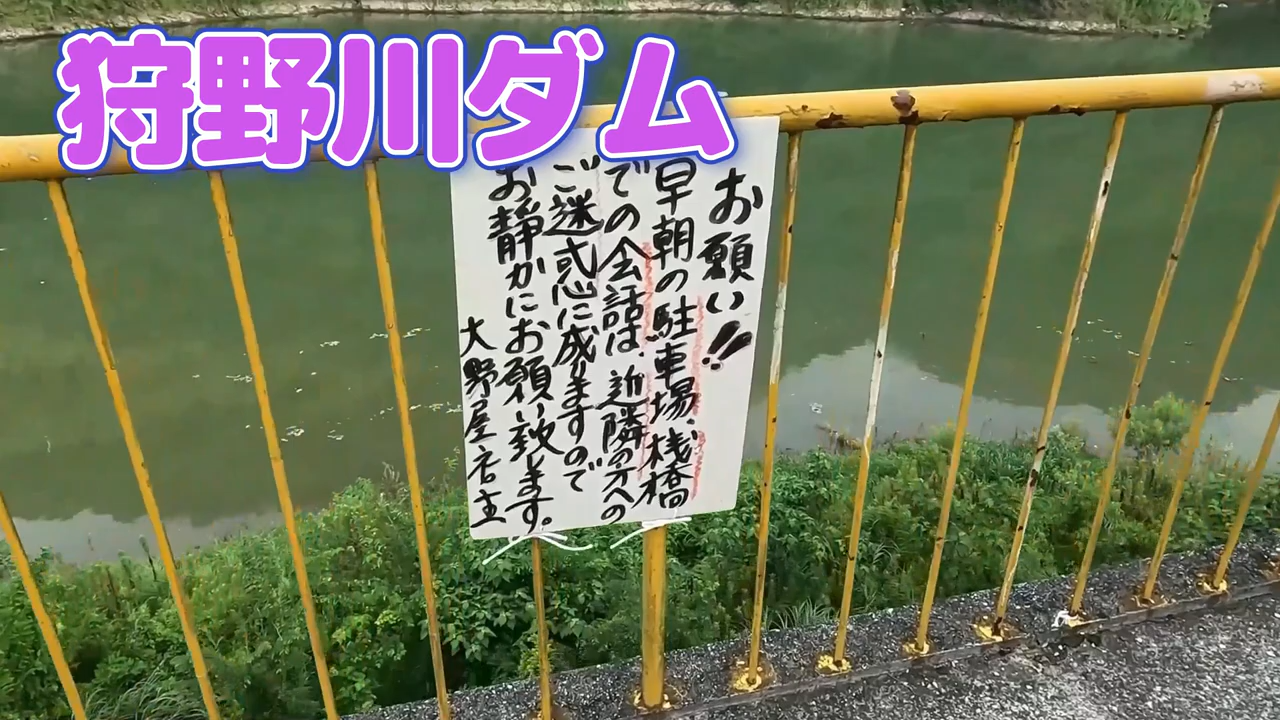 狩野川ダム
お願い!!
早朝の駐車場、桟橋
での会話は、近隣の方への
ご迷惑に成りますので
お静かにお願い致します。
大野屋店主